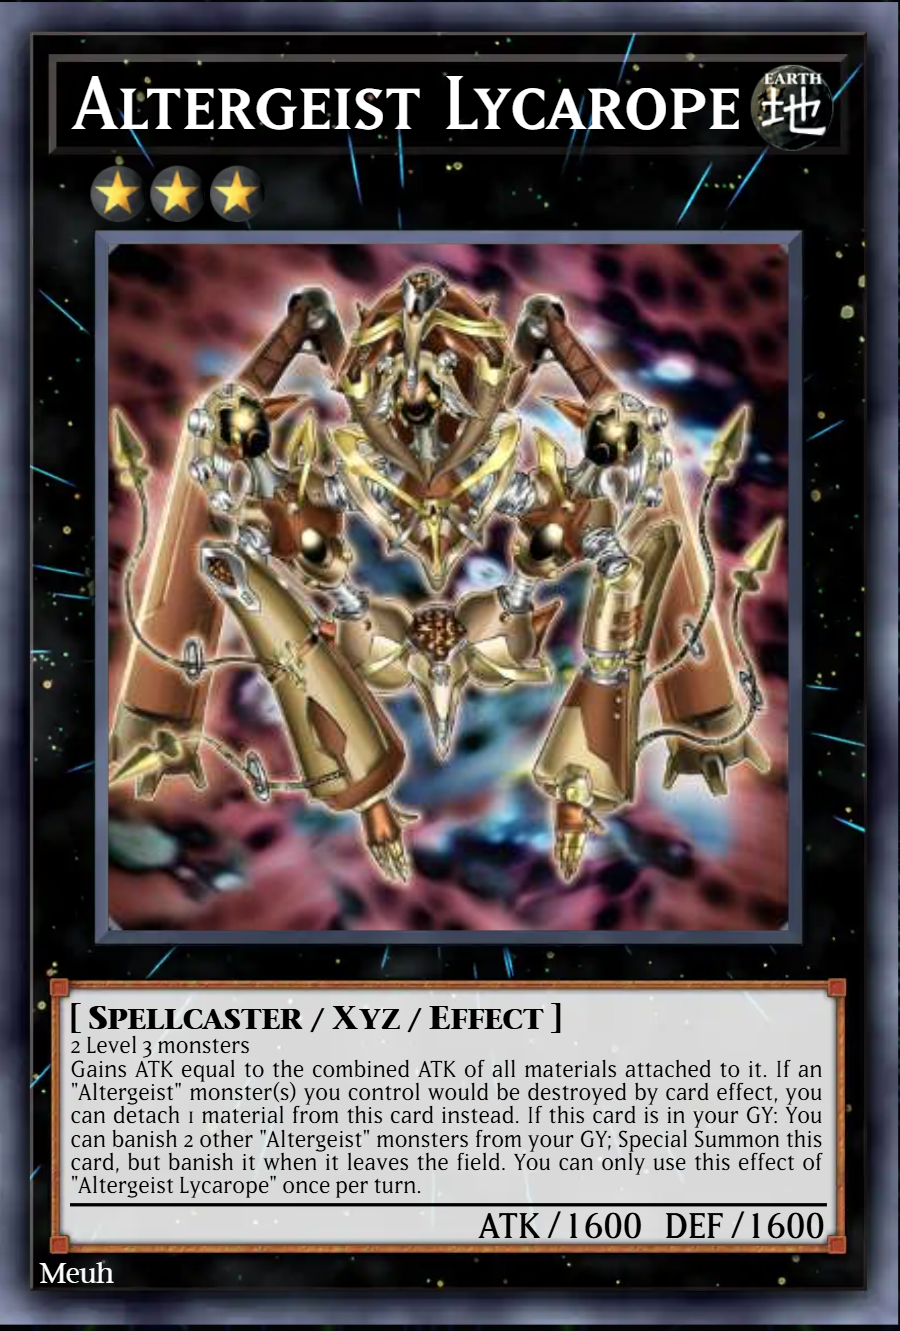 Altergeist Lycarope
EARTH
地
[ Spellcaster / Xyz / Effect ]
2 Level 3 monsters
Gains ATK equal to the combined ATK of all materials attached to it. If an
"Altergeist" monster(s) you control would be destroyed by card effect, you
can detach 1 material from this card instead. If this card is in your GY: You
can banish 2 other "Altergeist" monsters from your GY; Special Summon this
card, but banish it when it leaves the field. You can only use this effect of
"Altergeist Lycarope" once per turn.
ATK / 1600 DEF / 1600
Meuh